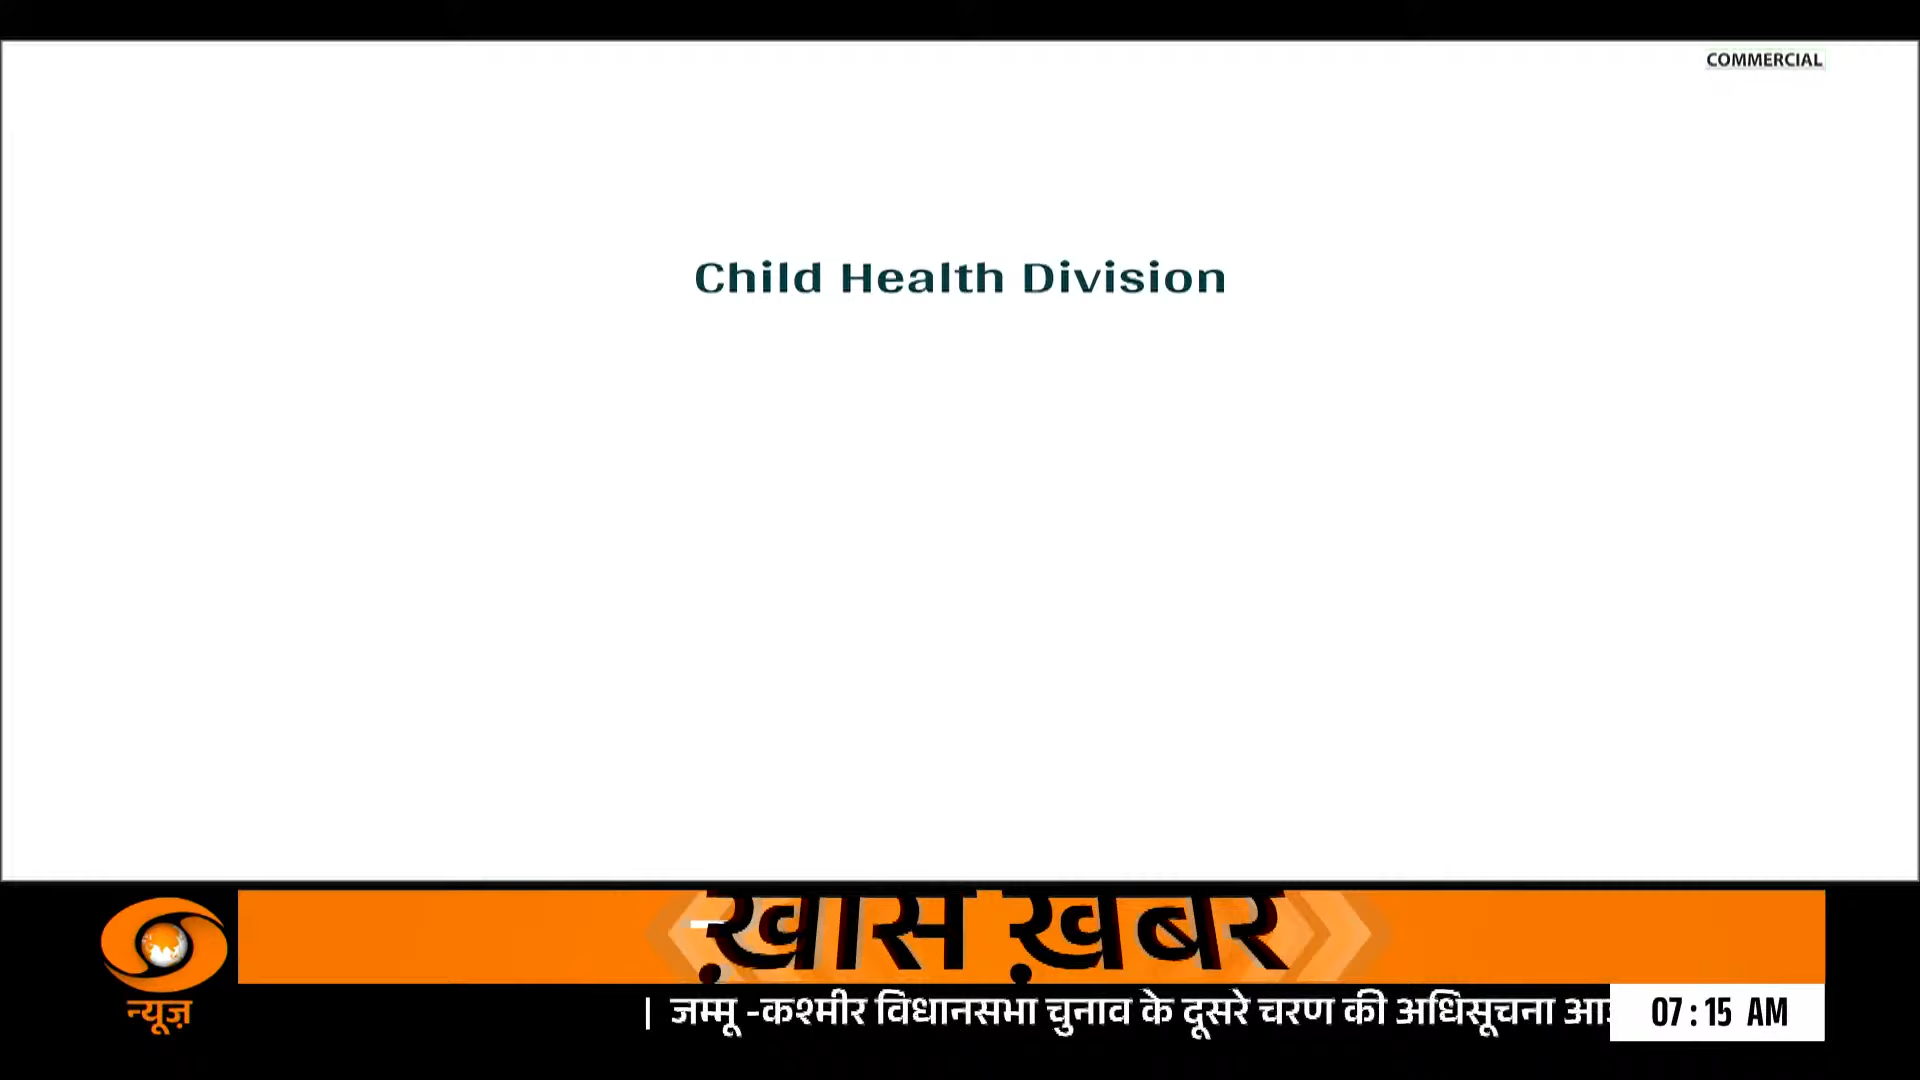 COMMERCIAL
Child Health Division
ख़ास ख़बर
न्यूज़
| जम्मू -कश्मीर विधानसभा चुनाव के दूसरे चरण की अधिसूचना
07:15 AM